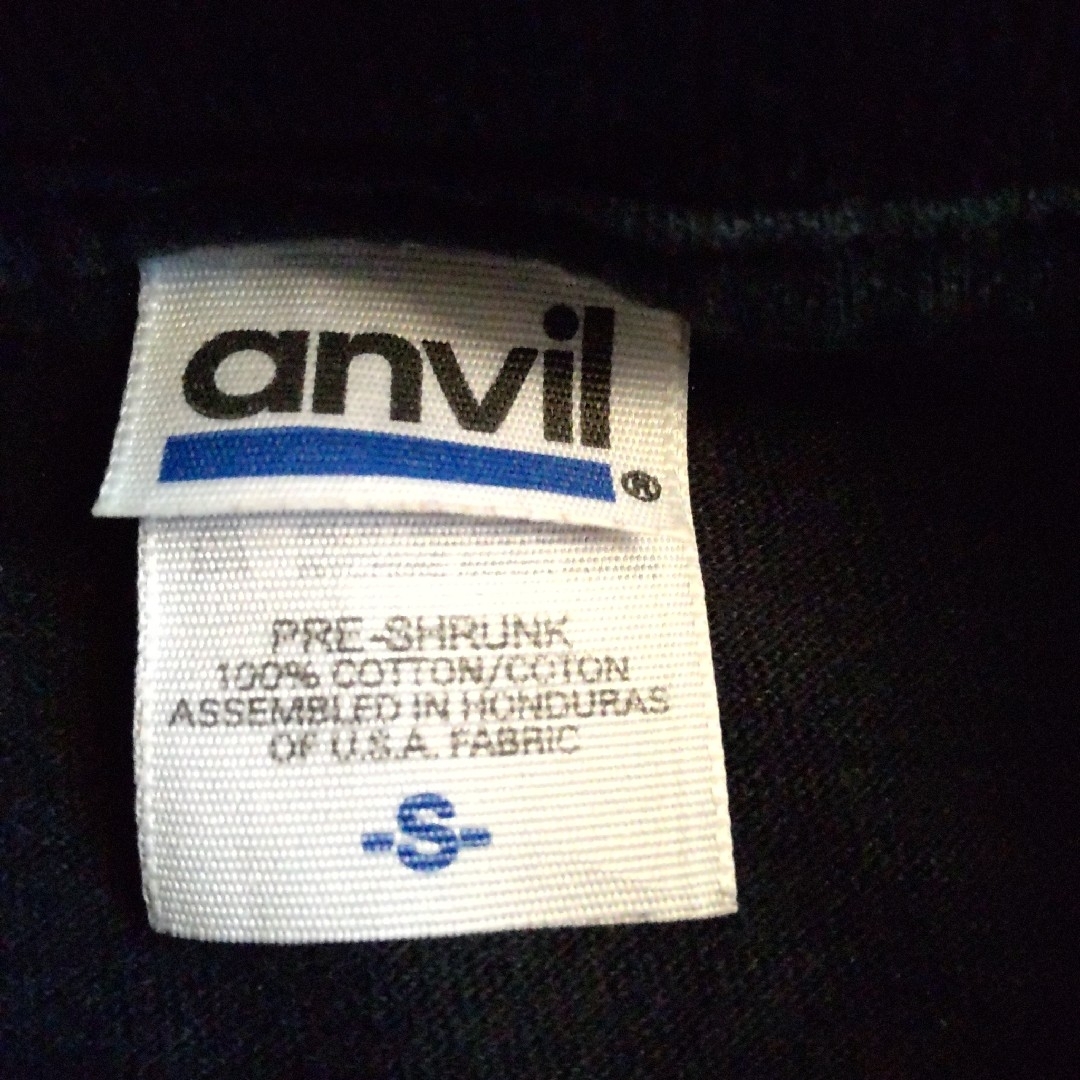 anvil
®
PRE-SHRUNK
100% COTTON/COTON
ASSEMBLED IN HONDURAS
OF U.S.A. FABRIC
-S-